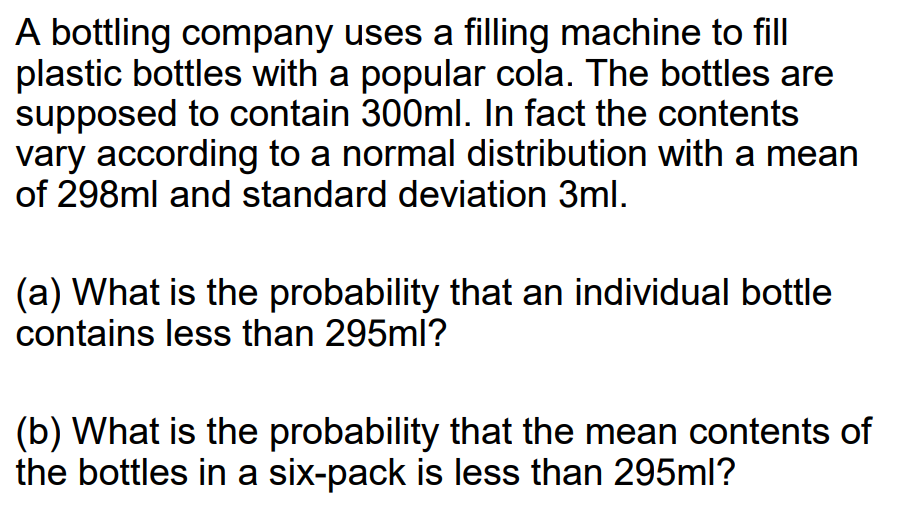 A bottling company uses a filling machine to fill
plastic bottles with a popular cola. The bottles are
supposed to contain 300ml. In fact the contents
vary according to a normal distribution with a mean
of 298ml and standard deviation 3ml.
(a) What is the probability that an individual bottle
contains less than 295ml?
(b) What is the probability that the mean contents of
the bottles in a six-pack is less than 295ml?